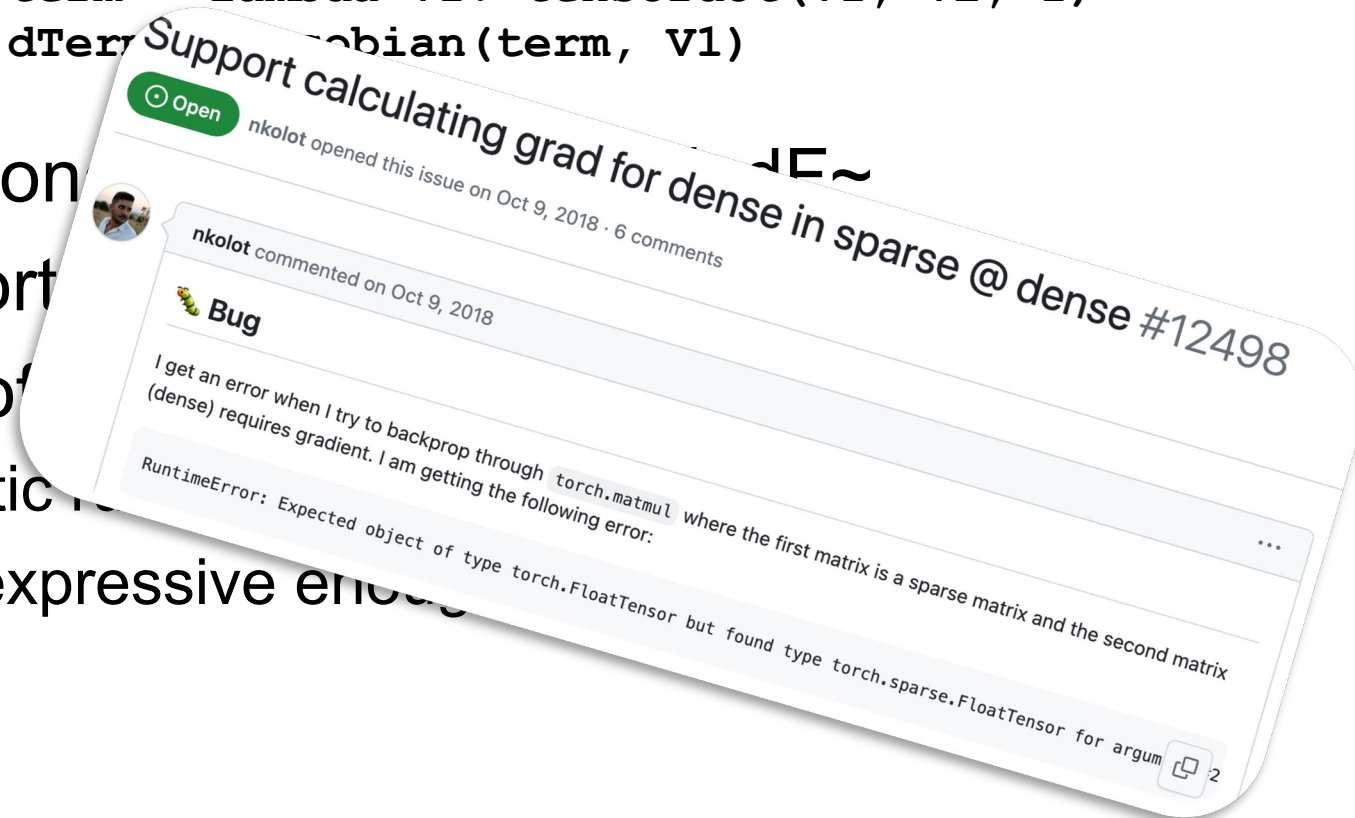 dTer obian(term, V1)
Support calculating grad for dense in sparse @ dense #12498
Open
nkolot opened this issue on Oct 9, 2018 · 6 comments
on
ort
of
tic
expressive
nkolot commented on Oct 9, 2018
🐛 Bug
I get an error when I try to backprop through torch.matmul where the first matrix is a sparse matrix and the second matrix
(dense) requires gradient. I am getting the following error:
RuntimeError: Expected object of type torch.FloatTensor but found type torch.sparse.FloatTensor for argum 2